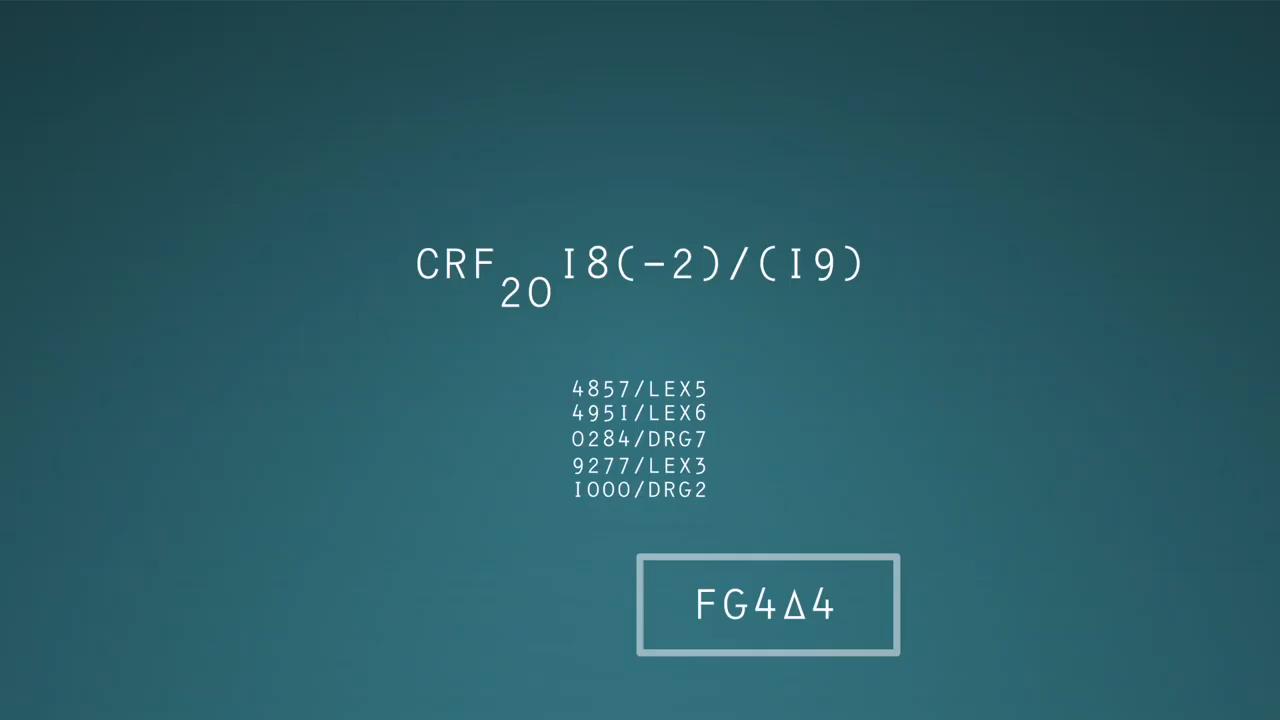 CRF₂₀I8(-2)/(I9)
4857/LEX5
495I/LEX6
0284/DRG7
9277/LEX3
I000/DRG2
FG4Δ4